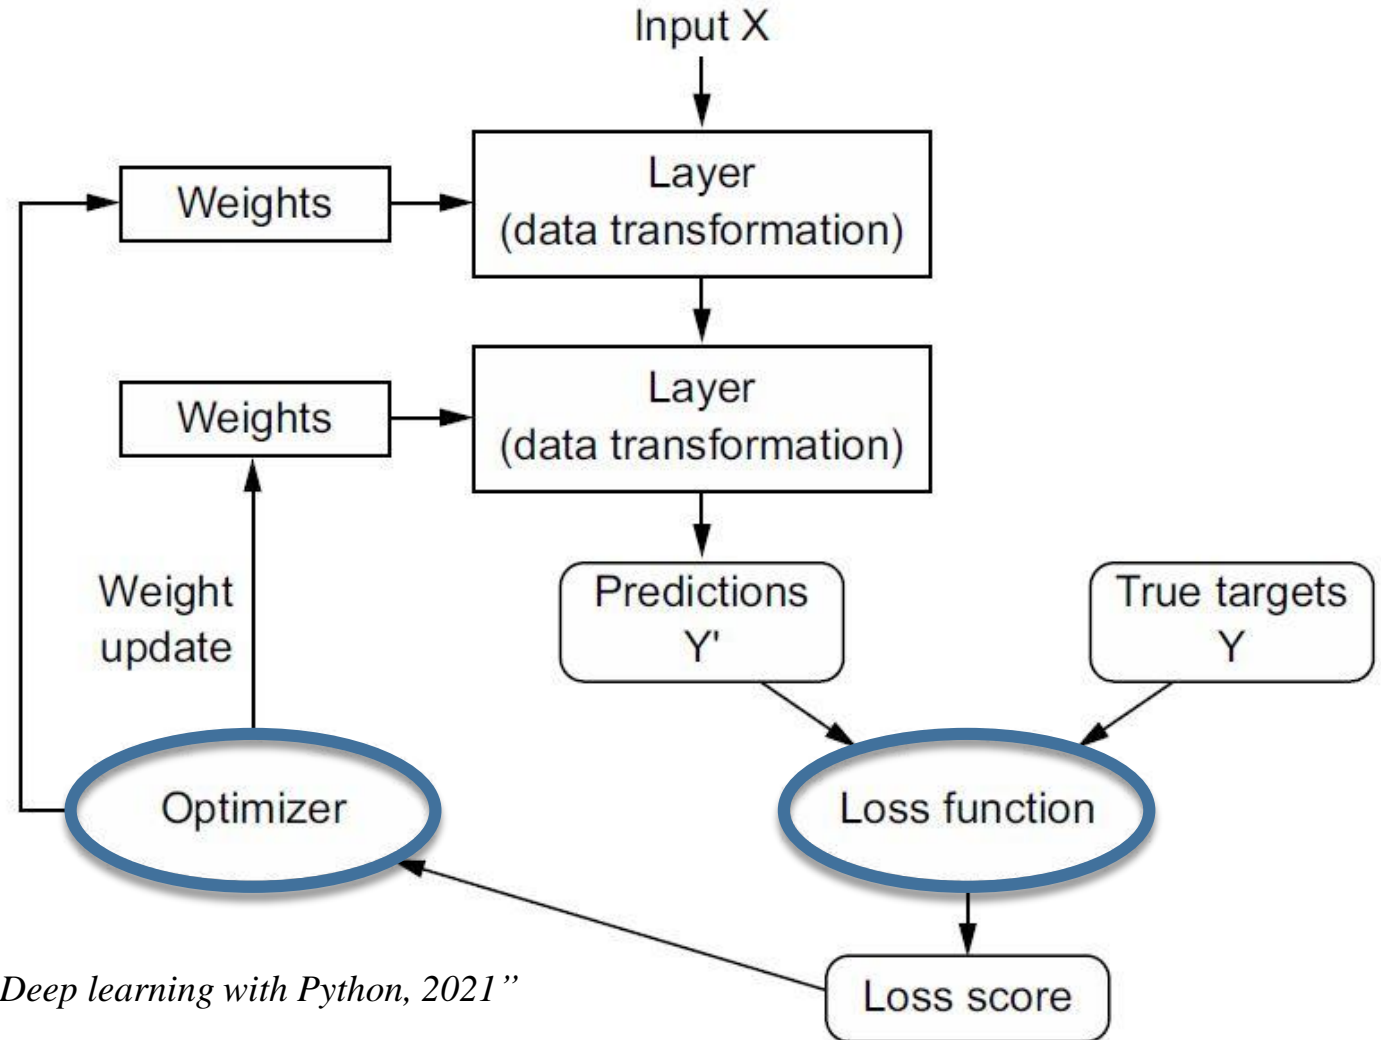 Input X
Weights
Layer
(data transformation)
Weights
Layer
(data transformation)
Weight
update
Predictions
Y'
True targets
Y
Optimizer
Loss function
Loss score
Deep learning with Python, 2021”